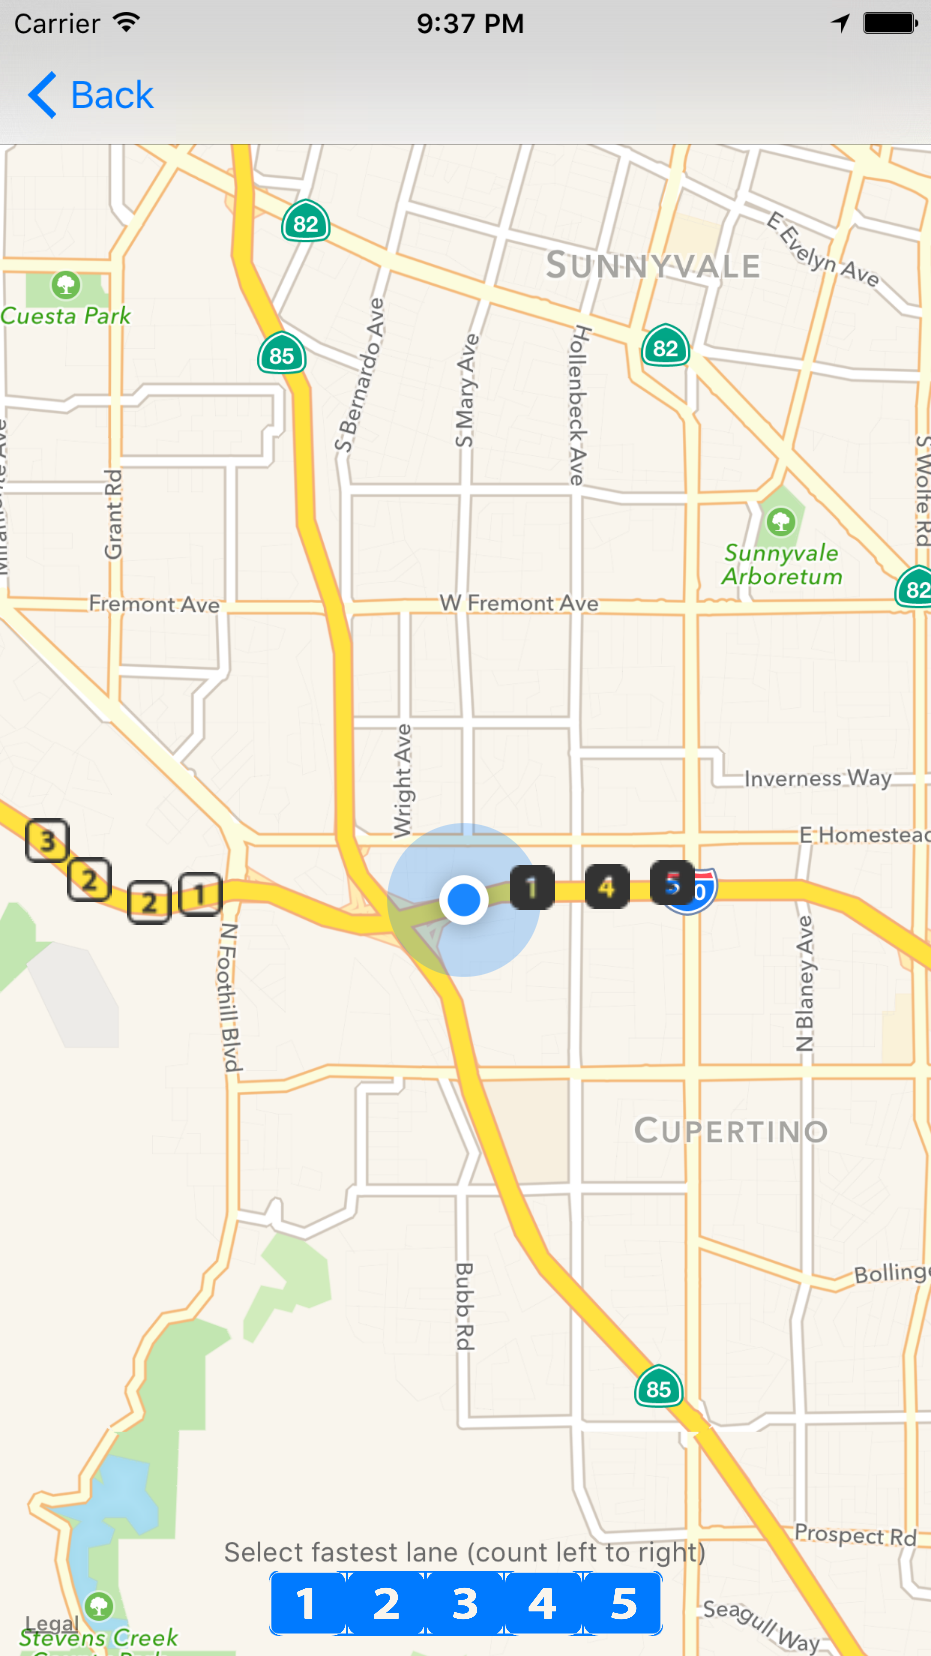 Carrier 9:37 PM
Back
82
E Evelyn Ave
SUNNYVALE
Cuesta Park
85
82
S Bernardo Ave
S Mary Ave
Hollenbeck Ave
S Wolfe Rd
Grant Rd
Sunnyvale
Arboretum
82
Fremont Ave
W Fremont Ave
Wright Ave
Inverness Way
E Homestead
3
2
2
1
1
4
5
0
N Foothill Blvd
N Blaney Ave
CUPERTINO
Bubb Rd
Bollinge
85
Prospect Rd
Select fastest lane (count left to right)
1 2 3 4 5
Seagull Way
Legal
Stevens Creek